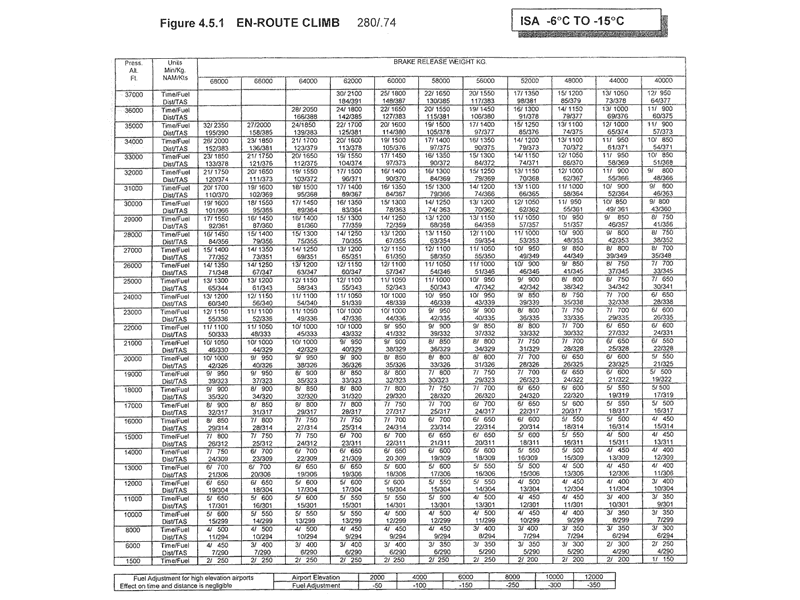 Figure 4.5.1 EN-ROUTE CLIMB 280/.74
ISA -6°C TO -15°C
Press. Alt. Ft.
Units Min/Kg. NAM/Kts
BRAKE RELEASE WEIGHT KG.
68000 66000 64000 62000 60000 58000 56000 52000 48000 44000 40000
37000 Time/Fuel 30/ 2100 25/ 1800 22/ 1650 20/ 1550 17/ 1350 15/ 1200 13/ 1050 12/ 950
Dist/TAS 184/391 148/387 130/385 117/383 98/381 85/379 73/378 64/377
36000 Time/Fuel 28/ 2050 24/ 1800 22/ 1650 20/ 1550 19/ 1450 16/ 1300 14/ 1150 13/ 1000 11/ 900
Dist/TAS 166/388 142/385 127/383 115/381 106/380 91/378 79/377 69/376 60/375
35000 Time/Fuel 32/ 2350 27/2000 24/1850 22/ 1700 20/ 1600 19/ 1500 17/ 1400 15/ 1250 13/ 1100 12/ 1000 11/ 900
Dist/TAS 195/390 158/385 138/383 125/381 114/380 105/378 97/377 85/376 74/375 65/374 57/373
34000 Time/Fuel 26/ 2000 23/ 1850 21/ 1700 20/ 1600 19/ 1500 17/ 1400 16/ 1350 14/ 1200 13/ 1100 11/ 950 10/ 850
Dist/TAS 152/383 136/381 123/379 113/378 105/376 97/375 90/375 79/373 70/372 61/371 54/371
33000 Time/Fuel 23/ 1850 21/ 1750 20/ 1650 19/ 1550 17/ 1450 16/ 1350 15/ 1300 14/ 1150 12/ 1050 11/ 950 10/ 850
Dist/TAS 133/378 121/376 112/375 104/374 97/373 90/372 84/372 74/371 66/370 58/369 51/368
32000 Time/Fuel 21/ 1750 20/ 1650 19/ 1550 18/ 1450 17/ 1400 16/ 1300 15/ 1250 13/ 1150 12/ 1000 11/ 900 9/ 800
Dist/TAS 120/374 111/373 103/372 96/371 90/370 84/369 79/369 70/368 62/367 55/366 48/366
31000 Time/Fuel 20/ 1700 19/ 1600 18/ 1500 17/ 1400 16/ 1350 15/ 1300 14/ 1200 13/ 1100 11/ 1000 10/ 900 9/ 800
Dist/TAS 110/370 102/369 95/368 89/367 84/367 79/366 74/366 66/365 58/364 52/364 46/363
30000 Time/Fuel 19/ 1600 18/ 1550 17/ 1450 16/ 1350 15/ 1300 14/ 1250 13/ 1200 12/ 1050 11/ 950 10/ 850 9/ 800
Dist/TAS 101/366 95/365 89/364 83/364 78/363 74/ 363 70/362 62/362 55/361 49/ 361 43/360
29000 Time/Fuel 17/ 1550 16/ 1450 16/ 1400 15/ 1300 14/ 1250 13/ 1200 13/ 1150 11/ 1050 10/ 950 9/ 850 8/ 750
Dist/TAS 92/361 87/360 81/360 77/359 72/359 68/358 64/359 57/357 51/357 46/357 41/356
28000 Time/Fuel 16/ 1450 15/ 1400 15/ 1300 14/ 1250 13/ 1200 13/ 1150 12/ 1100 11/ 1000 10/ 900 9/ 800 8/ 750
Dist/TAS 84/356 79/356 75/355 70/355 67/355 63/354 59/354 53/353 48/353 42/353 38/352
27000 Time/Fuel 15/ 1400 14/ 1350 14/ 1250 13/ 1200 12/ 1150 12/ 1100 11/ 1050 10/ 950 9/ 850 8/ 800 7/ 700
Dist/TAS 77/352 73/351 69/351 65/351 61/350 58/350 55/350 49/349 44/349 39/349 35/348
26000 Time/Fuel 14/ 1350 14/ 1250 13/ 1200 12/ 1150 12/ 1100 11/ 1050 11/ 1000 10/ 900 9/ 850 8/ 750 7/ 700
Dist/TAS 71/348 67/347 63/347 60/347 57/346 54/346 51/346 46/345 41/345 37/345 33/345
25000 Time/Fuel 13/ 1300 13/ 1200 12/ 1150 12/ 1100 11/ 1050 11/ 1000 10/ 950 9/ 900 8/ 800 7/ 700 7/ 650
Dist/TAS 65/344 61/343 58/343 55/343 52/343 50/343 47/342 42/342 38/342 34/342 30/341
24000 Time/Fuel 13/ 1200 12/ 1150 11/ 1100 11/ 1050 10/ 1000 10/ 950 9/ 900 9/ 850 8/ 750 7/ 700 6/ 650
Dist/TAS 60/340 56/340 54/340 51/339 48/339 46/339 43/339 39/339 35/338 32/338 28/338
23000 Time/Fuel 12/ 1150 11/ 1100 11/ 1050 10/ 1000 10/ 950 9/ 900 9/ 900 8/ 800 7/ 700 7/ 650 6/ 600
Dist/TAS 55/336 52/336 49/336 47/336 44/336 42/335 40/335 36/335 33/335 29/335 26/335
22000 Time/Fuel 11/ 1100 11/ 1050 10/ 1000 10/ 950 9/ 900 9/ 900 8/ 850 8/ 750 7/ 700 6/ 650 6/ 550
Dist/TAS 50/333 48/333 45/333 43/332 41/332 39/332 37/332 33/332 30/332 27/332 24/331
21000 Time/Fuel 11/ 1050 10/ 1000 10/ 950 9/ 900 9/ 900 8/ 850 8/ 800 7/ 750 7/ 650 6/ 600 5/ 550
Dist/TAS 46/330 44/329 42/329 40/329 38/329 36/329 34/329 31/329 28/328 25/328 22/328
20000 Time/Fuel 10/ 1000 9/ 950 9/ 900 9/ 900 8/ 850 8/ 800 8/ 750 7/ 700 6/ 650 6/ 600 5/ 550
Dist/TAS 42/326 40/326 38/326 36/326 35/326 33/326 31/326 28/326 26/325 23/325 21/325
19000 Time/Fuel 9/ 950 9/ 900 9/ 900 8/ 850 8/ 800 8/ 750 7/ 750 7/ 650 6/ 600 5/ 550 5/ 500
Dist/TAS 39/323 37/323 35/323 33/323 32/323 30/323 29/323 26/323 24/322 21/322 19/322
18000 Time/Fuel 9/ 900 8/ 900 8/ 850 8/ 800 7/ 750 7/ 750 7/ 700 6/ 650 6/ 600 5/ 550 5/ 500
Dist/TAS 35/320 34/320 32/320 31/320 29/320 28/320 26/320 24/320 22/320 19/319 17/319
17000 Time/Fuel 8/ 900 8/ 850 8/ 800 7/ 750 7/ 750 7/ 700 6/ 700 6/ 600 5/ 550 5/ 500 5/ 500
Dist/TAS 32/317 31/317 29/317 28/317 27/317 25/317 24/317 22/317 20/317 18/317 16/317
16000 Time/Fuel 8/ 850 7/ 800 7/ 750 7/ 750 7/ 700 6/ 650 6/ 650 6/ 600 5/ 550 5/ 500 4/ 450
Dist/TAS 29/314 28/314 27/314 25/314 24/314 23/314 22/314 20/314 18/314 16/314 15/314
15000 Time/Fuel 7/ 800 7/ 750 7/ 700 6/ 700 6/ 650 6/ 650 6/ 600 5/ 550 5/ 500 4/ 450 4/ 400
Dist/TAS 26/312 25/312 24/312 23/311 22/311 21/311 20/311 18/311 16/311 15/311 13/311
14000 Time/Fuel 7/ 750 7/ 700 6/ 700 6/ 650 6/ 600 6/ 600 5/ 600 5/ 550 5/ 500 4/ 450 4/ 400
Dist/TAS 24/309 23/309 22/309 21/309 20 309 19/309 18/309 16/309 15/309 13/309 12/309
13000 Time/Fuel 6/ 700 6/ 700 6/ 650 6/ 600 6/ 600 5/ 550 5/ 550 5/ 500 4/ 450 4/ 400 4/ 400
Dist/TAS 21/306 20/306 19/306 19/306 18/306 17/306 16/306 15/306 13/306 12/306 11/306
12000 Time/Fuel 6/ 650 6/ 650 6/ 600 5/ 600 5/ 550 5/ 550 5/ 500 4/ 450 4/ 450 4/ 400 3/ 350
Dist/TAS 19/304 18/304 17/304 16/304 16/304 15/304 14/304 13/304 12/304 11/304 10/304
11000 Time/Fuel 5/ 650 5/ 600 5/ 600 5/ 550 5/ 550 5/ 500 4/ 500 4/ 450 4/ 400 3/ 400 3/ 350
Dist/TAS 17/301 16/301 15/301 15/301 14/301 13/301 13/301 12/301 11/301 10/301 9/301
10000 Time/Fuel 5/ 600 5/ 550 5/ 550 5/ 500 4/ 500 4/ 500 4/ 450 4/ 400 4/ 400 3/ 350 3/ 350
Dist/TAS 15/299 14/299 13/299 13/299 12/299 12/299 11/299 10/299 9/299 8/299 7/299
8000 Time/Fuel 4/ 500 4/ 500 4/ 450 4/ 450 4/ 450 4/ 400 4/ 400 3/ 350 3/ 350 3/ 300 3/ 300
Dist/TAS 11/294 10/294 10/294 9/294 9/294 9/294 8/294 7/294 7/294 6/294 6/294
6000 Time/Fuel 4/ 450 3/ 400 3/ 400 3/ 400 3/ 350 3/ 350 3/ 350 3/ 300 3/ 300 2/ 250 2/ 250
Dist/TAS 7/290 7/290 6/290 6/290 6/290 6/290 5/290 5/290 4/290 4/290 4/290
1500 Time/Fuel 2/ 250 2/ 250 2/ 250 2/ 250 2/ 250 2/ 250 2/ 250 2/ 200 2/ 200 2/ 200 1/ 150
Fuel Adjustment for high elevation airports Airport Elevation 2000 4000 6000 8000 10000 12000
Effect on time and distance is negligible Fuel Adjustment -50 -100 -150 -250 -300 -350